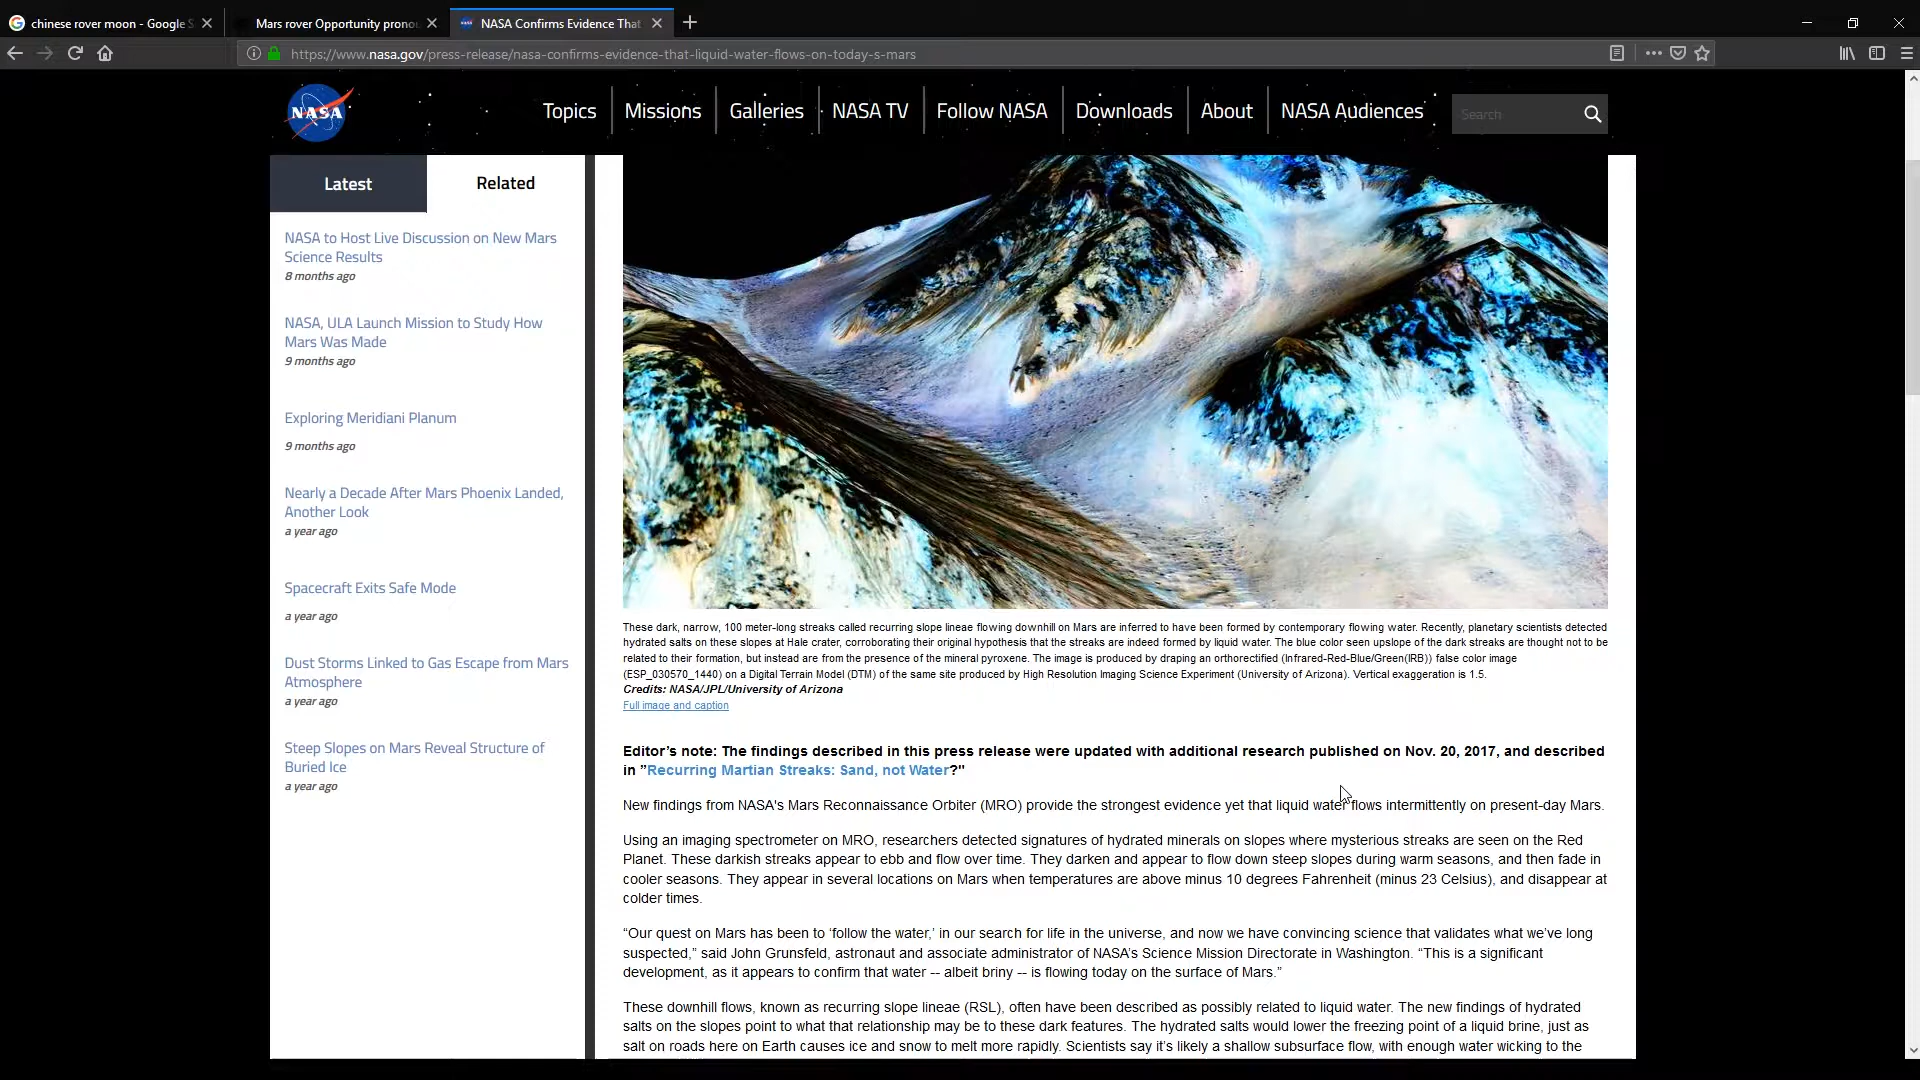 chinese rover moon - Google S
Mars rover Opportunity pronou
NASA Confirms Evidence That
https://www.nasa.gov/press-release/nasa-confirms-evidence-that-liquid-water-flows-on-today-s-mars
NASA
Topics
Missions
Galleries
NASA TV
Follow NASA
Downloads
About
NASA Audiences
Search
Latest
Related
NASA to Host Live Discussion on New Mars
Science Results
8 months ago
NASA, ULA Launch Mission to Study How
Mars Was Made
9 months ago
Exploring Meridiani Planum
9 months ago
Nearly a Decade After Mars Phoenix Landed,
Another Look
a year ago
Spacecraft Exits Safe Mode
a year ago
Dust Storms Linked to Gas Escape from Mars
Atmosphere
a year ago
Steep Slopes on Mars Reveal Structure of
Buried Ice
a year ago
These dark, narrow, 100 meter-long streaks called recurring slope lineae flowing downhill on Mars are inferred to have been formed by contemporary flowing water. Recently, planetary scientists detected
hydrated salts on these slopes at Hale crater, corroborating their original hypothesis that the streaks are indeed formed by liquid water. The blue color seen upslope of the dark streaks are thought not to be
related to their formation, but instead are from the presence of the mineral pyroxene. The image is produced by draping an orthorectified (Infrared-Red-Blue/Green(IRB)) false color image
(ESP_030570_1440) on a Digital Terrain Model (DTM) of the same site produced by High Resolution Imaging Science Experiment (University of Arizona). Vertical exaggeration is 1.5.
Credits: NASA/JPL/University of Arizona
Full image and caption
Editor’s note: The findings described in this press release were updated with additional research published on Nov. 20, 2017, and described
in ”Recurring Martian Streaks: Sand, not Water?"
New findings from NASA's Mars Reconnaissance Orbiter (MRO) provide the strongest evidence yet that liquid water flows intermittently on present-day Mars.
Using an imaging spectrometer on MRO, researchers detected signatures of hydrated minerals on slopes where mysterious streaks are seen on the Red
Planet. These darkish streaks appear to ebb and flow over time. They darken and appear to flow down steep slopes during warm seasons, and then fade in
cooler seasons. They appear in several locations on Mars when temperatures are above minus 10 degrees Fahrenheit (minus 23 Celsius), and disappear at
colder times.
“Our quest on Mars has been to ‘follow the water,’ in our search for life in the universe, and now we have convincing science that validates what we’ve long
suspected,” said John Grunsfeld, astronaut and associate administrator of NASA’s Science Mission Directorate in Washington. “This is a significant
development, as it appears to confirm that water -- albeit briny -- is flowing today on the surface of Mars.”
These downhill flows, known as recurring slope lineae (RSL), often have been described as possibly related to liquid water. The new findings of hydrated
salts on the slopes point to what that relationship may be to these dark features. The hydrated salts would lower the freezing point of a liquid brine, just as
salt on roads here on Earth causes ice and snow to melt more rapidly. Scientists say it’s likely a shallow subsurface flow, with enough water wicking to the